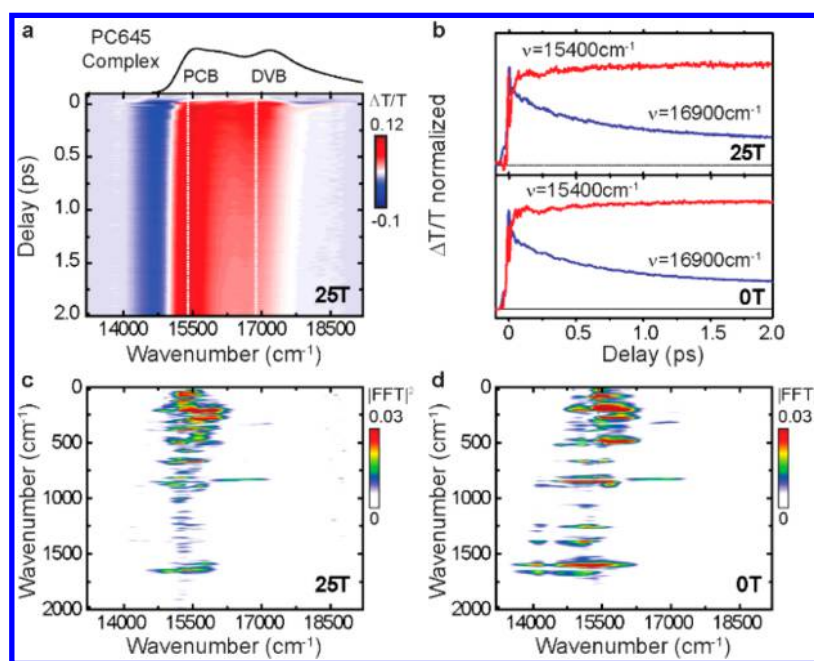 a
PC645
Complex
PCB
DVB
ΔT/T
0.12
-0.1
0
0.5
1.0
1.5
2.0
Delay (ps)
25T
14000 15500 17000 18500
Wavenumber (cm⁻¹)
b
ν=15400cm⁻¹
ν=16900cm⁻¹
25T
ν=15400cm⁻¹
ν=16900cm⁻¹
0T
ΔT/T normalized
0 0.5 1.0 1.5 2.0
Delay (ps)
c
|FFT|²
0.03
0
0
500
1000
1500
2000
Wavenumber (cm⁻¹)
25T
14000 15500 17000 18500
Wavenumber (cm⁻¹)
d
|FFT|
0.03
0
0
500
1000
1500
2000
Wavenumber (cm⁻¹)
0T
14000 15500 17000 18500
Wavenumber (cm⁻¹)